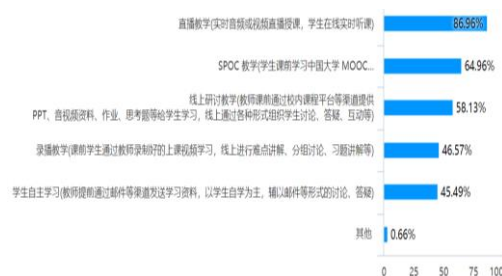 直播教学(实时音频或视频直播授课，学生在线实时听课)
86.96%
SPOC 教学(学生课前学习中国大学 MOOC...
64.96%
线上研讨教学(教师课前通过校内课程平台等渠道提供
PPT、音视频资料、作业、思考题等给学生学习，线上通过各种形式组织学生讨论、答疑、互动等)
58.13%
录播教学(课前学生通过教师录制好的上课视频学习，线上进行难点讲解、分组讨论、习题讲解等)
46.57%
学生自主学习(教师提前通过邮件等渠道发送学习资料，以学生自学为主，辅以邮件等形式的讨论、答疑)
45.49%
其他
0.66%
0 25 50 75 100